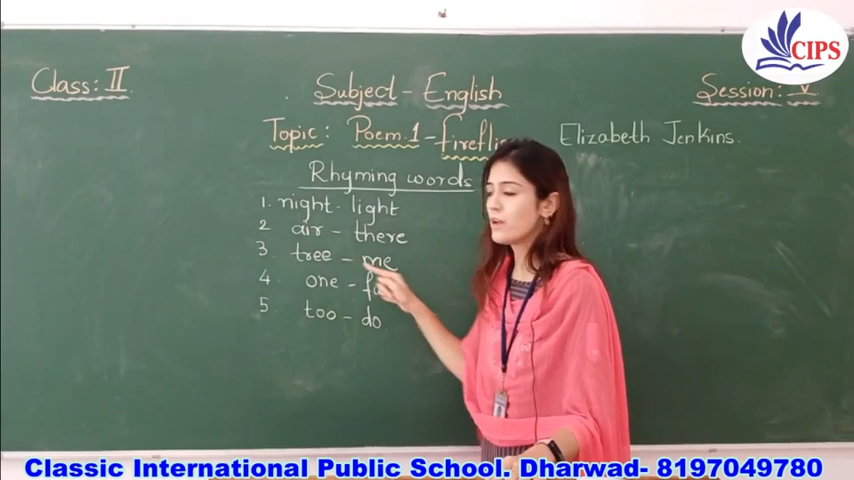 CIPS
Class: II
Subject - English
Session: V
Topic: Poem.1 - firefli
Elizabeth Jenkins.
Rhyming words
1. night - light
2 air - there
3. tree - me
4. one -
5. too - do
Classic International Public School. Dharwad- 8197049780